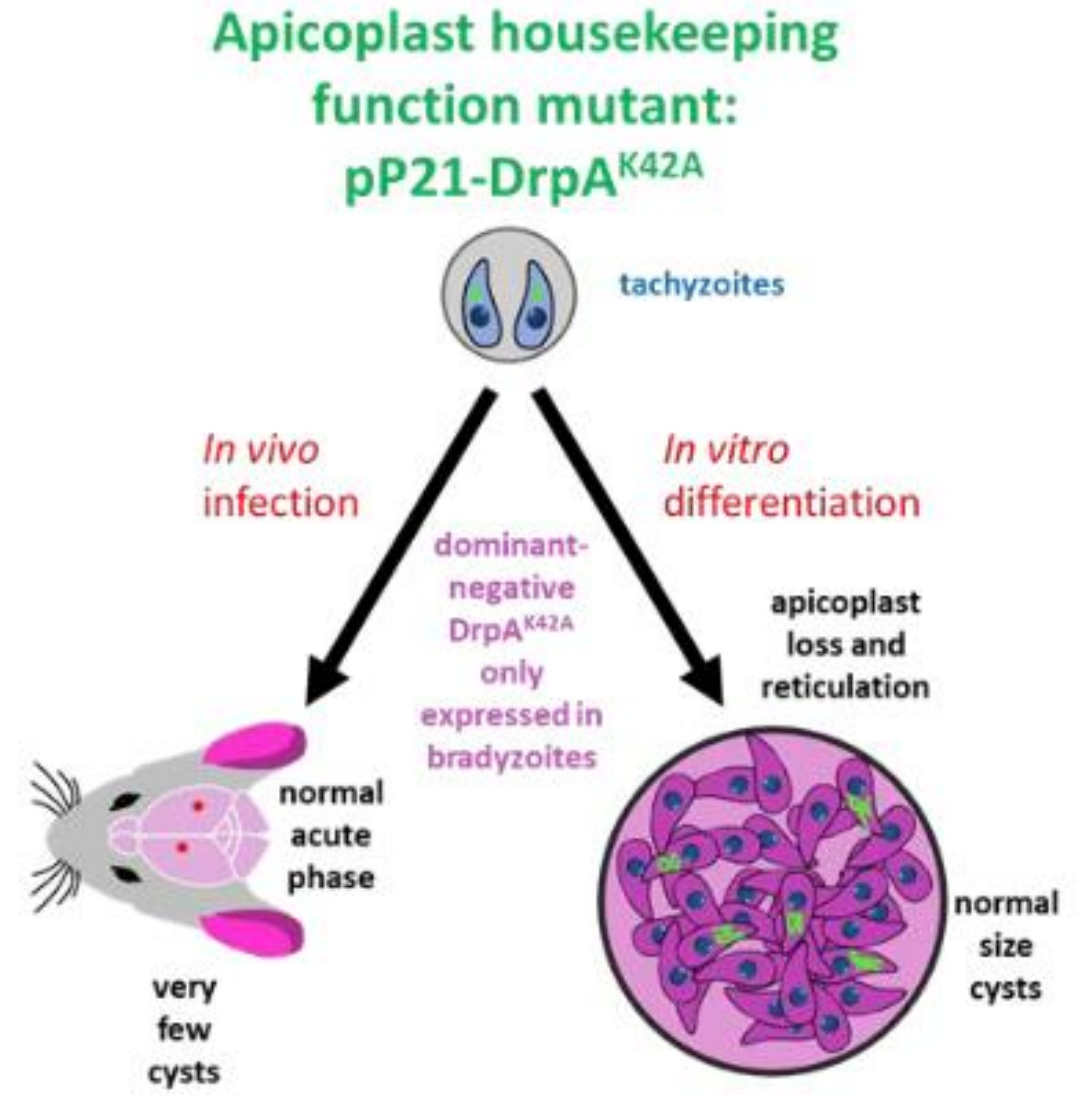 Apicoplast housekeeping
function mutant:
pP21-DrpAᴷ⁴²ᴬ
tachyzoites
In vivo
infection
In vitro
differentiation
dominant-
negative
DrpAᴷ⁴²ᴬ
only
expressed in
bradyzoites
apicoplast
loss and
reticulation
normal
acute
phase
very
few
cysts
normal
size
cysts